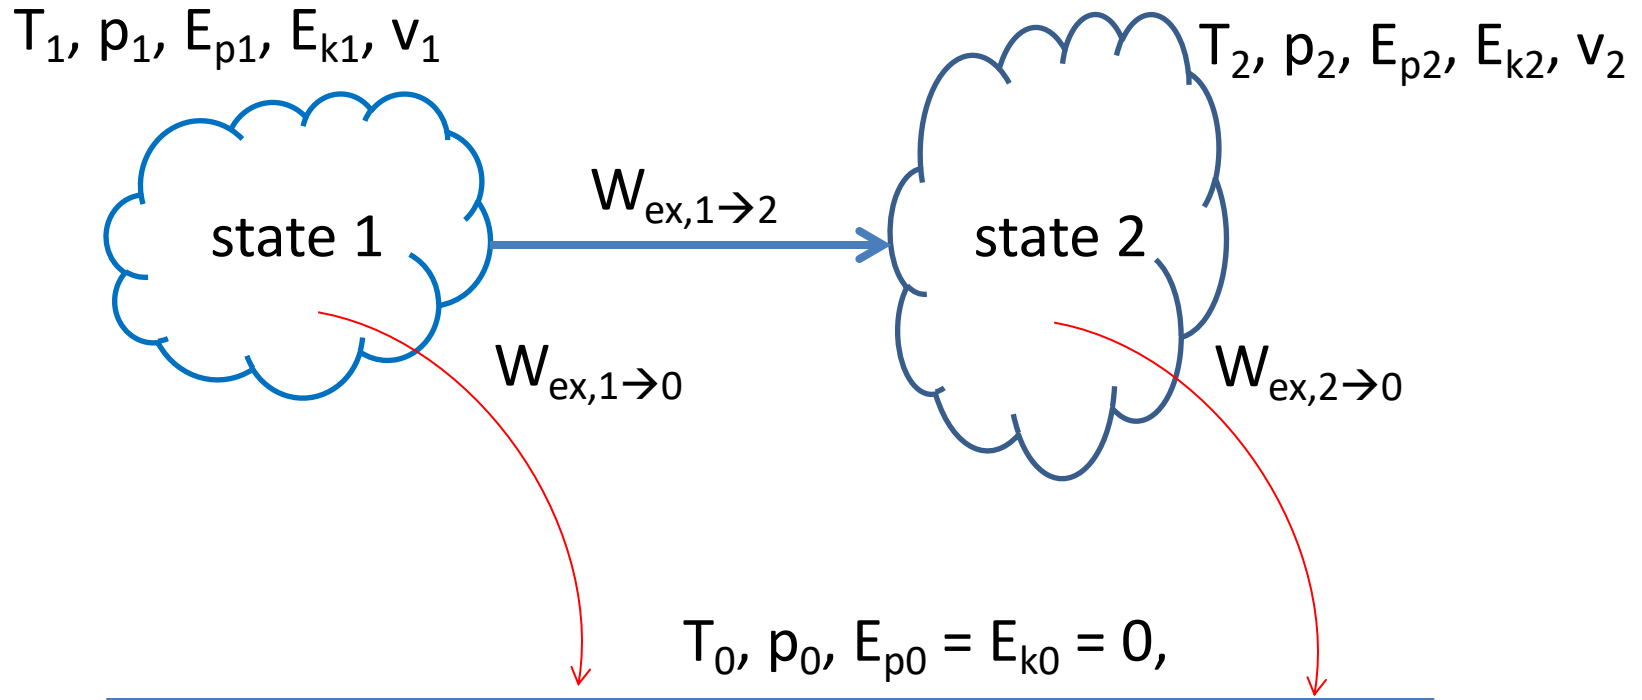 T₁, p₁, Eₚ₁, Eₖ₁, v₁
T₂, p₂, Eₚ₂, Eₖ₂, v₂
Wₑₓ,₁→₂
state 1
state 2
Wₑₓ,₁→₀
Wₑₓ,₂→₀
T₀, p₀, Eₚ₀ = Eₖ₀ = 0,